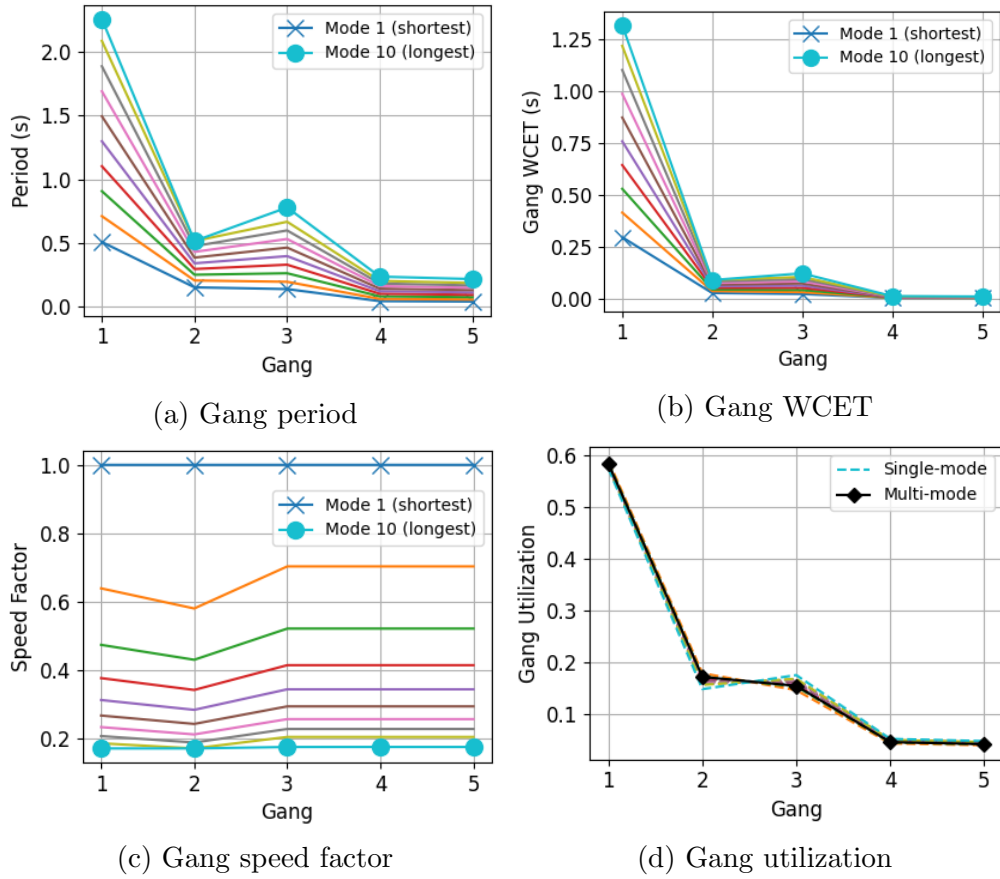 2.0
1.5
1.0
0.5
0.0
Period (s)
Mode 1 (shortest)
Mode 10 (longest)
1 2 3 4 5
Gang
(a) Gang period
1.25
1.00
0.75
0.50
0.25
0.00
Gang WCET (s)
Mode 1 (shortest)
Mode 10 (longest)
1 2 3 4 5
Gang
(b) Gang WCET
1.0
0.8
0.6
0.4
0.2
Speed Factor
Mode 1 (shortest)
Mode 10 (longest)
1 2 3 4 5
Gang
(c) Gang speed factor
0.6
0.5
0.4
0.3
0.2
0.1
Gang Utilization
Single-mode
Multi-mode
1 2 3 4 5
Gang
(d) Gang utilization